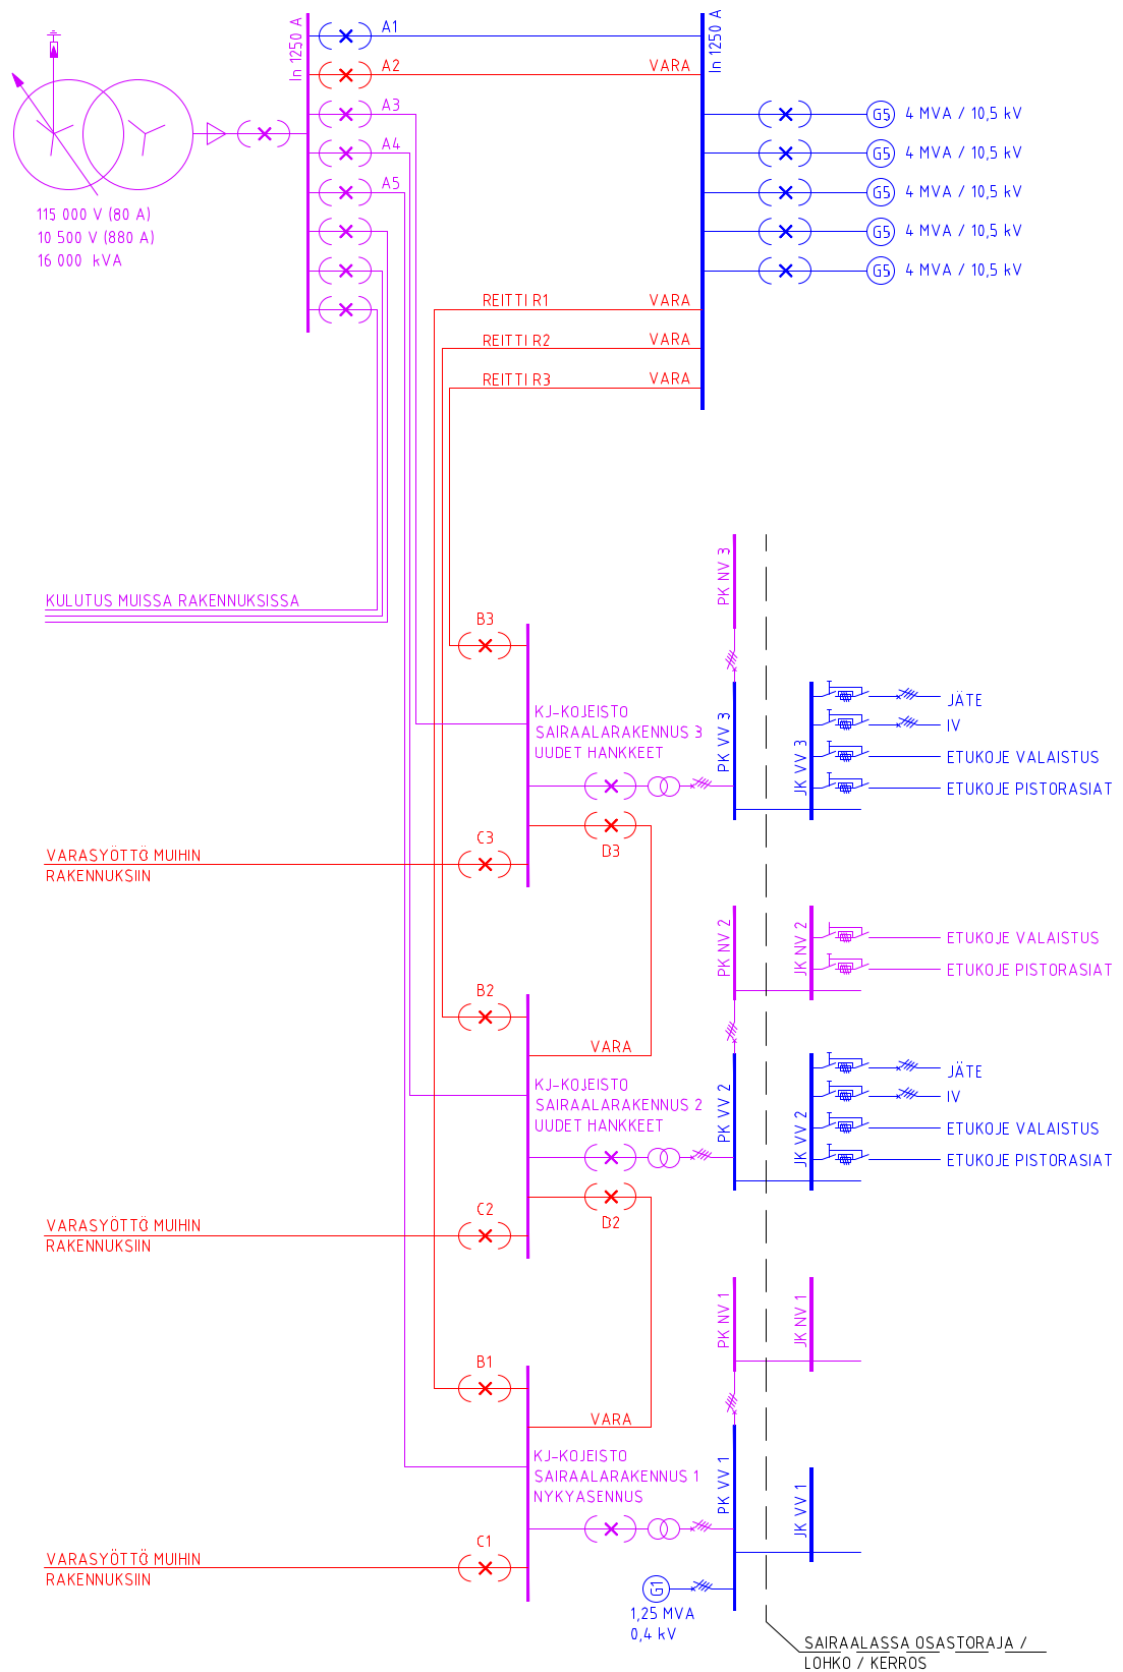 In 1250 A
A1
A2
VARA
A3
A4
A5
In 1250 A
G5 4 MVA / 10,5 kV
G5 4 MVA / 10,5 kV
G5 4 MVA / 10,5 kV
G5 4 MVA / 10,5 kV
G5 4 MVA / 10,5 kV
115 000 V (80 A)
10 500 V (880 A)
16 000 kVA
REITTI R1 VARA
REITTI R2 VARA
REITTI R3 VARA
KULUTUS MUISSA RAKENNUKSISSA
B3
PK NV 3
KJ-KOJEISTO
SAIRAALARAKENNUS 3
UUDET HANKKEET
PK VV 3
JK VV 3
JÄTE
IV
ETUKOJE VALAISTUS
ETUKOJE PISTORASIAT
D3
C3
VARASYÖTTÖ MUIHIN
RAKENNUKSIIN
PK NV 2
JK NV 2
ETUKOJE VALAISTUS
ETUKOJE PISTORASIAT
B2
VARA
KJ-KOJEISTO
SAIRAALARAKENNUS 2
UUDET HANKKEET
PK VV 2
JK VV 2
JÄTE
IV
ETUKOJE VALAISTUS
ETUKOJE PISTORASIAT
D2
C2
VARASYÖTTÖ MUIHIN
RAKENNUKSIIN
PK NV 1
JK NV 1
B1
VARA
KJ-KOJEISTO
SAIRAALARAKENNUS 1
NYKYASENNUS
PK VV 1
JK VV 1
C1
VARASYÖTTÖ MUIHIN
RAKENNUKSIIN
G1
1,25 MVA
0,4 kV
SAIRAALASSA OSASTORAJA /
LOHKO / KERROS